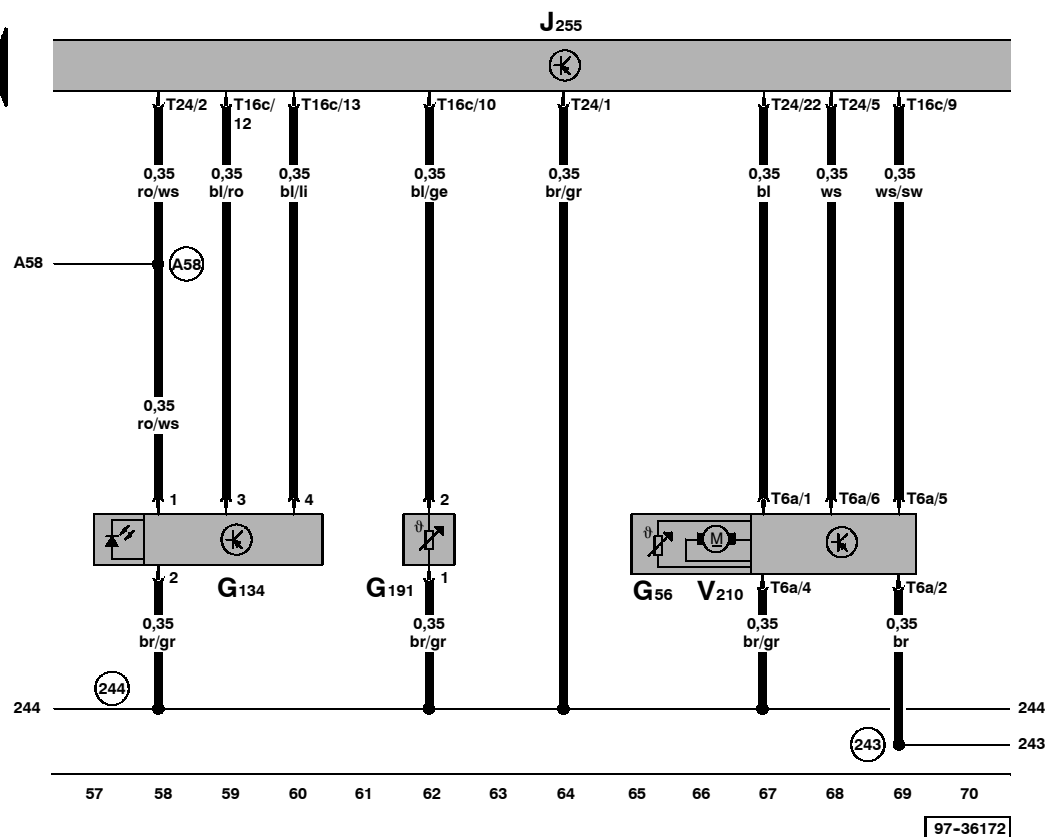 J255
T24/2 T16c/ T16c/13 T16c/10 T24/1 T24/22 T24/5 T16c/9
12
0,35 0,35 0,35 0,35 0,35 0,35 0,35 0,35
ro/ws bl/ro bl/li bl/ge br/gr bl ws ws/sw
A58 A58
0,35
ro/ws
1 3 4 2 T6a/1 T6a/6 T6a/5
ϑ ϑ M
2 G134 G191 1 G56 V210 T6a/4 T6a/2
0,35 0,35 0,35 0,35
br/gr br/gr br/gr br
244
244 244
243 243
57 58 59 60 61 62 63 64 65 66 67 68 69 70
97-36172